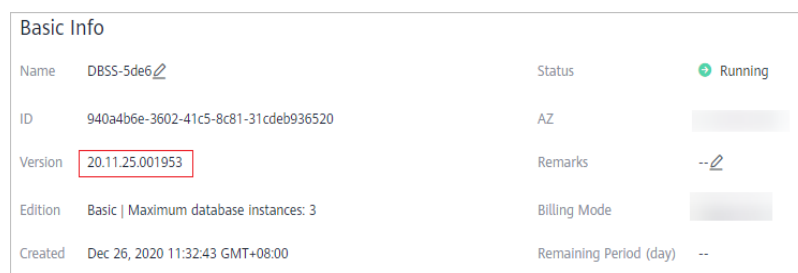 Basic Info
Name DBSS-5de6 Status Running
ID 940a4b6e-3602-41c5-8c81-31cdeb936520 AZ
Version 20.11.25.001953 Remarks --
Edition Basic | Maximum database instances: 3 Billing Mode
Created Dec 26, 2020 11:32:43 GMT+08:00 Remaining Period (day) --